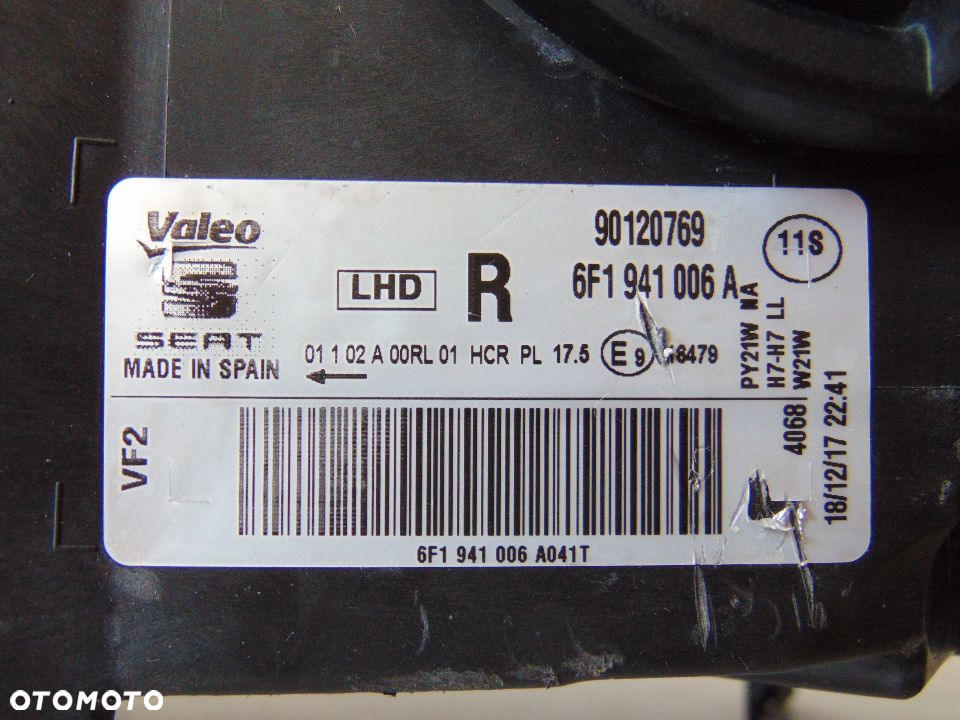 Valeo
SEAT
MADE IN SPAIN
LHD
R
90120769
6F1 941 006 A
11S
01 1 02 A 00RL 01 HCR PL 17.5 E9 8479
PY21W NA
H7-H7 LL
W21W
4068
18/12/17 22:41
VF2
6F1 941 006 A041T
OTOMOTO